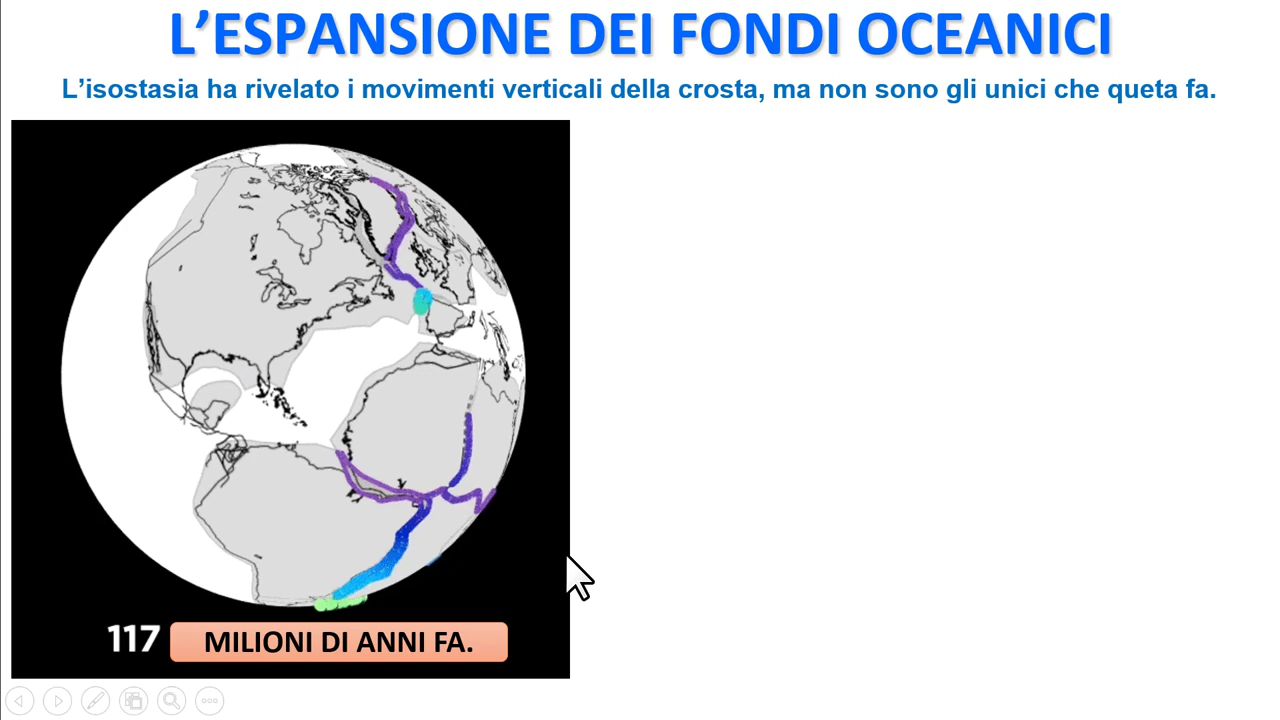 L’ESPANSIONE DEI FONDI OCEANICI
L’isostasia ha rivelato i movimenti verticali della crosta, ma non sono gli unici che queta fa.
117 MILIONI DI ANNI FA.